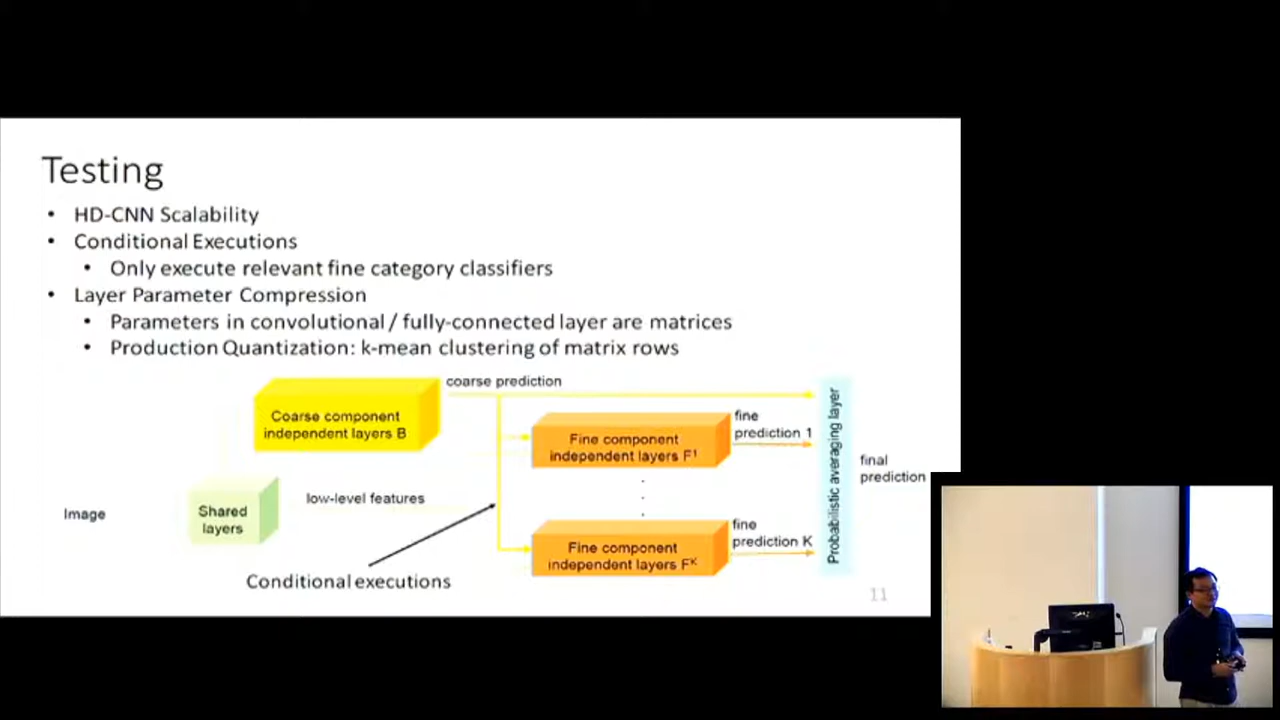 Testing
• HD-CNN Scalability
• Conditional Executions
• Only execute relevant fine category classifiers
• Layer Parameter Compression
• Parameters in convolutional / fully-connected layer are matrices
• Production Quantization: k-mean clustering of matrix rows
coarse prediction
Coarse component
independent layers B
fine
prediction 1
Fine component
independent layers F¹
Probabilistic averaging layer
final
prediction
low-level features
Image
Shared
layers
fine
prediction K
Fine component
independent layers Fᴷ
Conditional executions
11